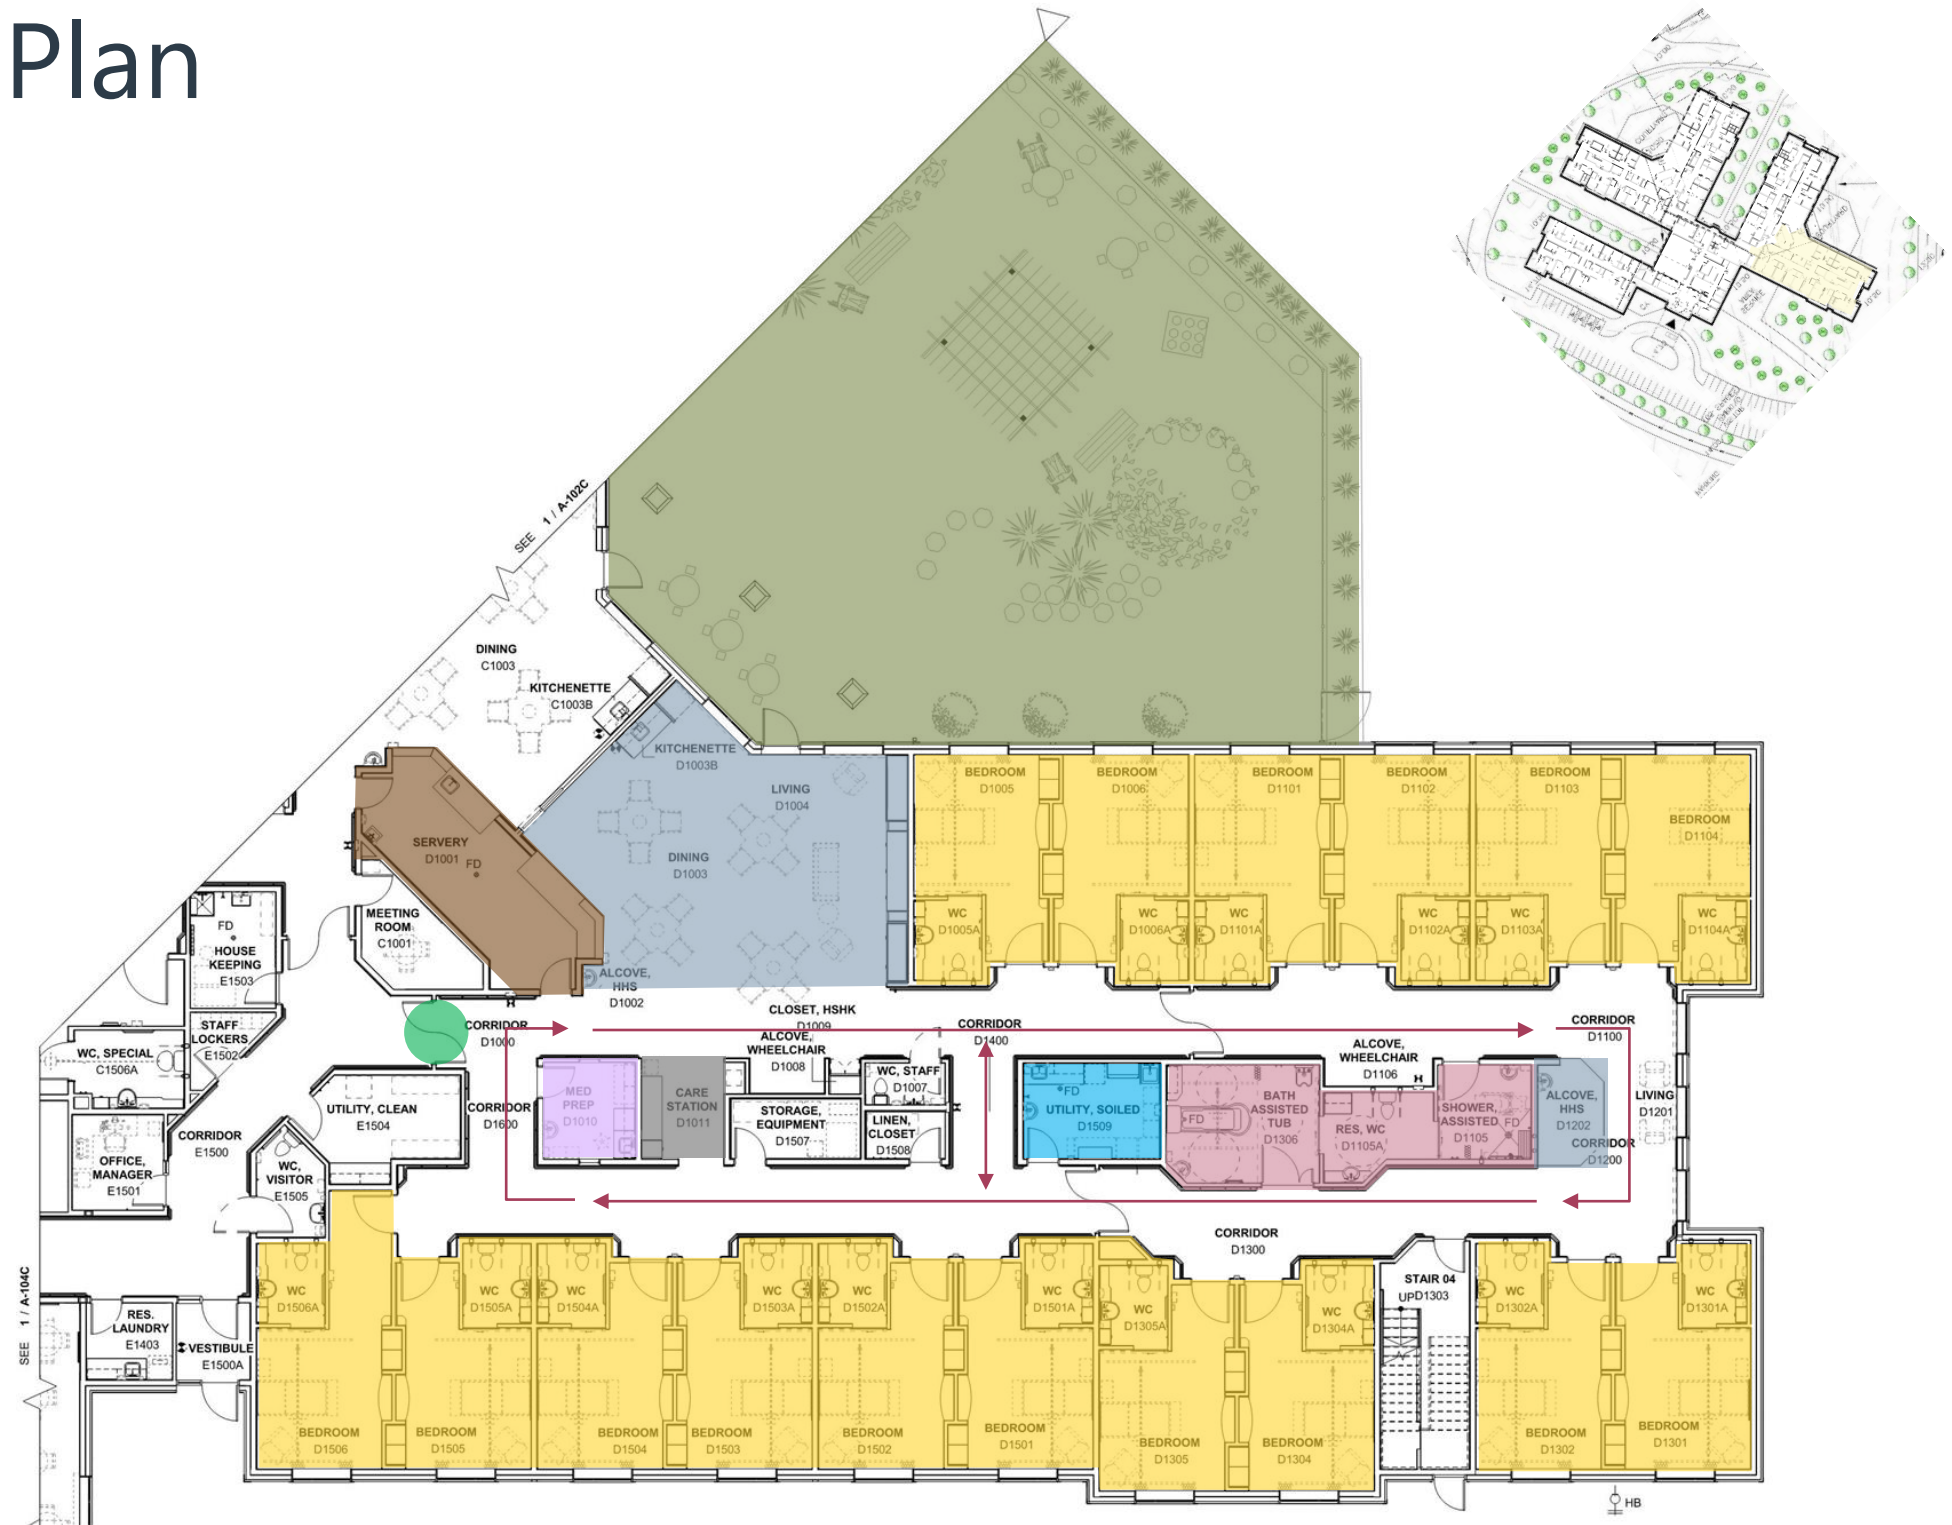 Plan
SEE 1 / A-102C
DINING
C1003
KITCHENETTE
C1003B
KITCHENETTE
D1003B
LIVING
D1004
DINING
D1003
SERVERY
D1001
FD
MEETING
ROOM
C1001
ALCOVE,
HHS
D1002
BEDROOM
D1005
BEDROOM
D1006
BEDROOM
D1101
BEDROOM
D1102
BEDROOM
D1103
BEDROOM
D1104
WC
D1005A
WC
D1006A
WC
D1101A
WC
D1102A
WC
D1103A
WC
D1104A
FD
HOUSE
KEEPING
E1503
STAFF
LOCKERS
E1502
WC, SPECIAL
C1506A
UTILITY, CLEAN
E1504
CORRIDOR
E1500
OFFICE,
MANAGER
E1501
WC,
VISITOR
E1505
CORRIDOR
D1000
CORRIDOR
D1600
MED
PREP
D1010
CARE
STATION
D1011
CLOSET, HSHK
D1009
ALCOVE,
WHEELCHAIR
D1008
WC, STAFF
D1007
STORAGE,
EQUIPMENT
D1507
LINEN,
CLOSET
D1508
CORRIDOR
D1400
FD
UTILITY, SOILED
D1509
FD
BATH
ASSISTED
TUB
D1306
RES, WC
D1105A
ALCOVE,
WHEELCHAIR
D1106
SHOWER,
ASSISTED
D1105
FD
ALCOVE,
HHS
D1202
CORRIDOR
D1100
LIVING
D1201
CORRIDOR
D1200
CORRIDOR
D1300
STAIR 04
UP
D1303
SEE 1 / A-104C
RES.
LAUNDRY
E1403
VESTIBULE
E1500A
WC
D1506A
WC
D1505A
WC
D1504A
WC
D1503A
WC
D1502A
WC
D1501A
WC
D1305A
WC
D1304A
WC
D1302A
WC
D1301A
BEDROOM
D1506
BEDROOM
D1505
BEDROOM
D1504
BEDROOM
D1503
BEDROOM
D1502
BEDROOM
D1501
BEDROOM
D1305
BEDROOM
D1304
BEDROOM
D1302
BEDROOM
D1301
HB